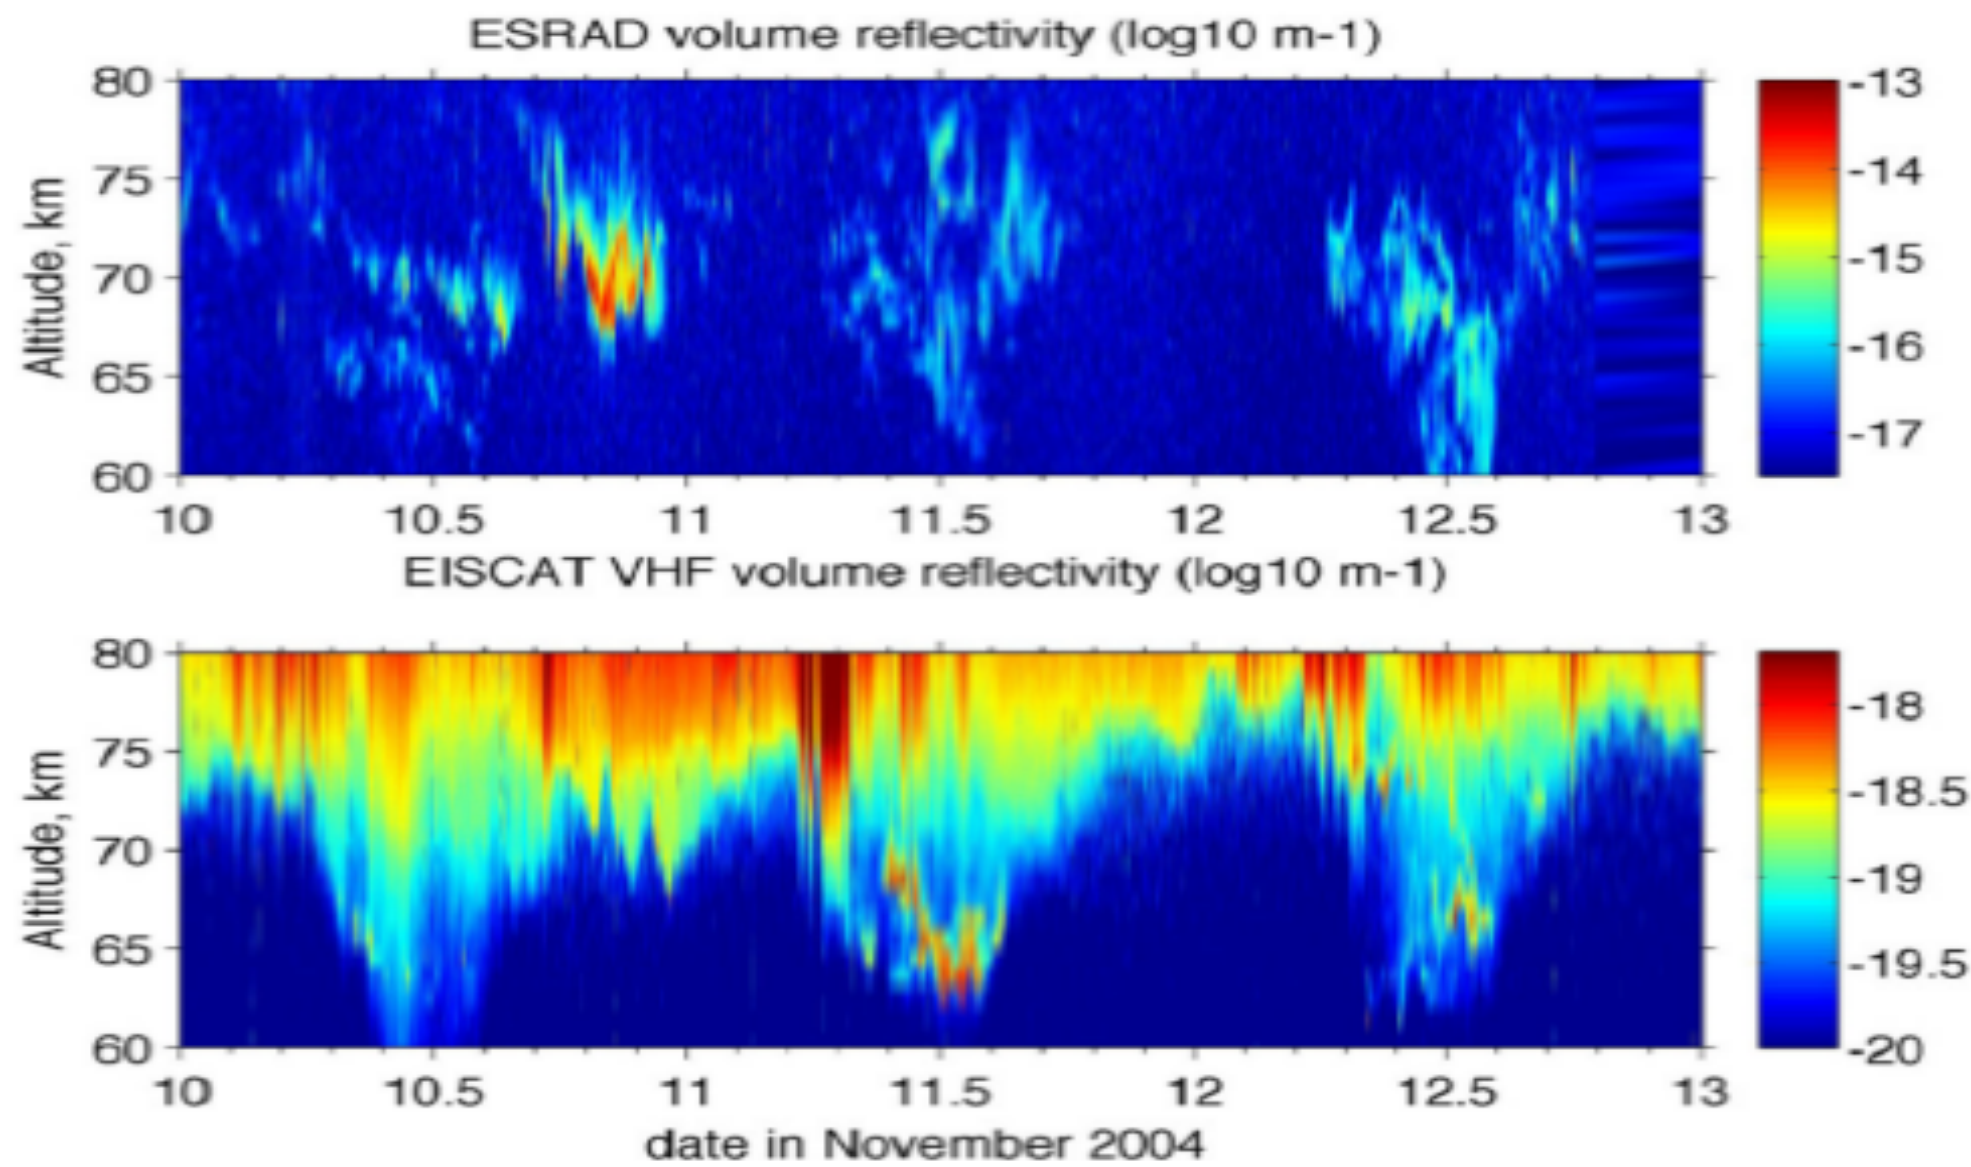 ESRAD volume reflectivity (log10 m-1)
80
75
70
65
60
Altitude, km
10 10.5 11 11.5 12 12.5 13
-13
-14
-15
-16
-17
EISCAT VHF volume reflectivity (log10 m-1)
80
75
70
65
60
Altitude, km
10 10.5 11 11.5 12 12.5 13
-18
-18.5
-19
-19.5
-20
date in November 2004